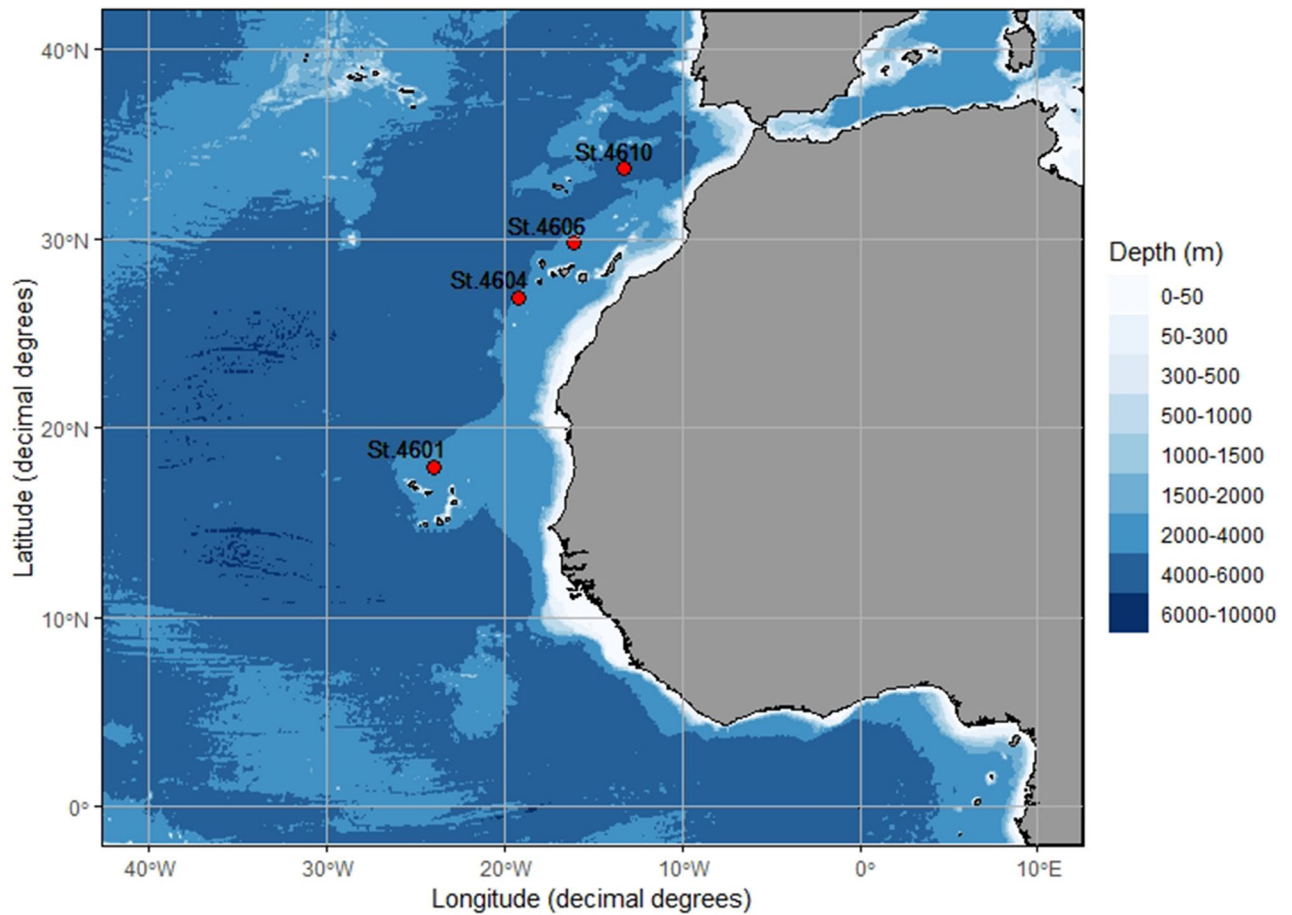 40°N
30°N
20°N
10°N
0°
Latitude (decimal degrees)
St.4610
St.4606
St.4604
St.4601
40°W
30°W
20°W
10°W
0°
10°E
Longitude (decimal degrees)
Depth (m)
0-50
50-300
300-500
500-1000
1000-1500
1500-2000
2000-4000
4000-6000
6000-10000